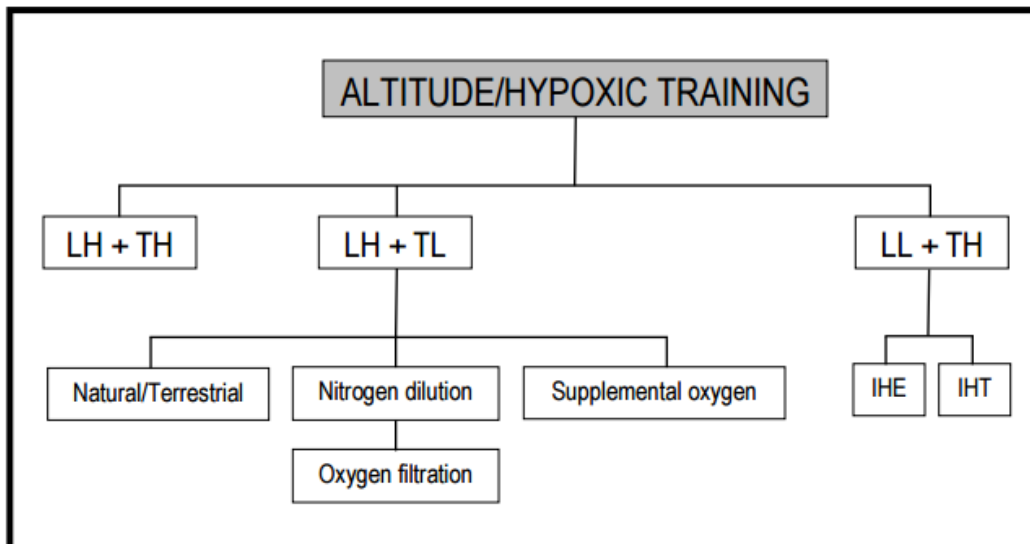 ALTITUDE/HYPOXIC TRAINING
LH + TH
LH + TL
LL + TH
Natural/Terrestrial
Nitrogen dilution
Supplemental oxygen
IHE
IHT
Oxygen filtration